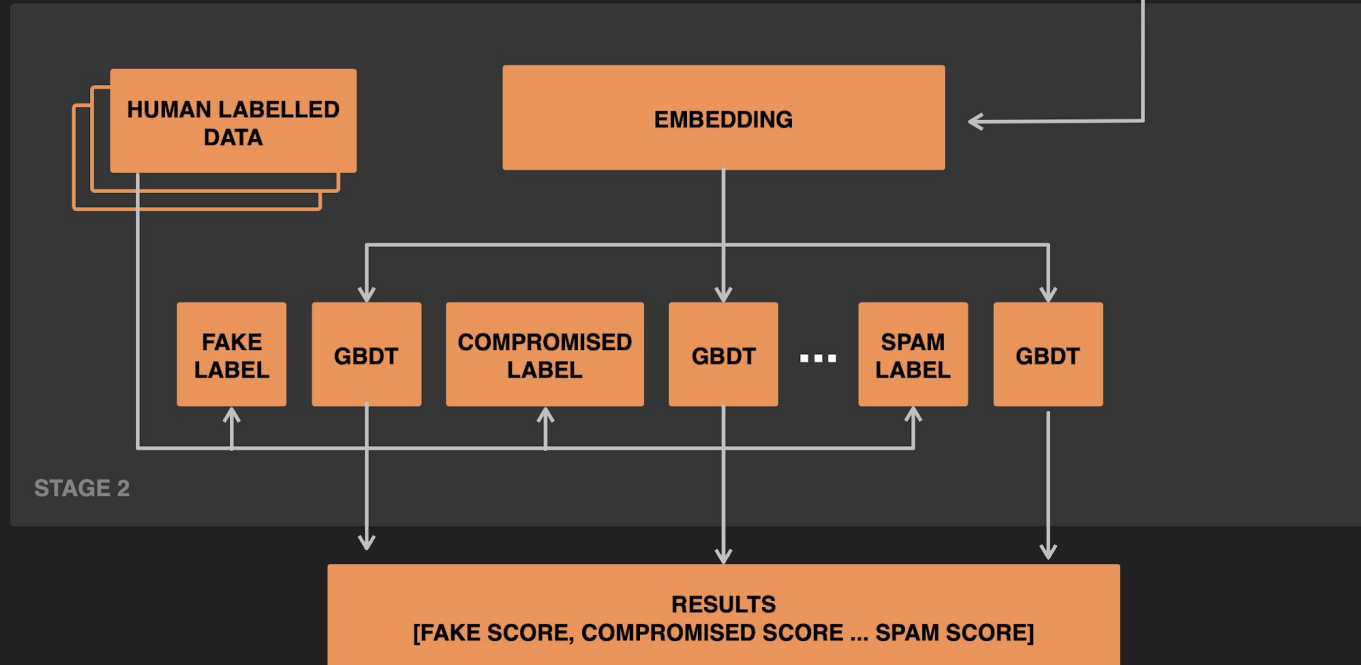 HUMAN LABELLED
DATA
EMBEDDING
FAKE
LABEL
GBDT
COMPROMISED
LABEL
GBDT
...
SPAM
LABEL
GBDT
STAGE 2
RESULTS
[FAKE SCORE, COMPROMISED SCORE ... SPAM SCORE]